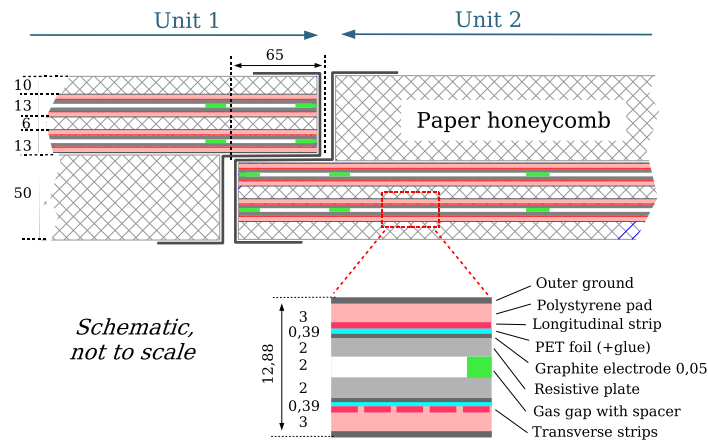 Unit 1
Unit 2
65
10
13
6
13
50
Paper honeycomb
Schematic,
not to scale
12,88
3
0,39
2
2
2
0,39
3
Outer ground
Polystyrene pad
Longitudinal strip
PET foil (+glue)
Graphite electrode 0,05
Resistive plate
Gas gap with spacer
Transverse strips